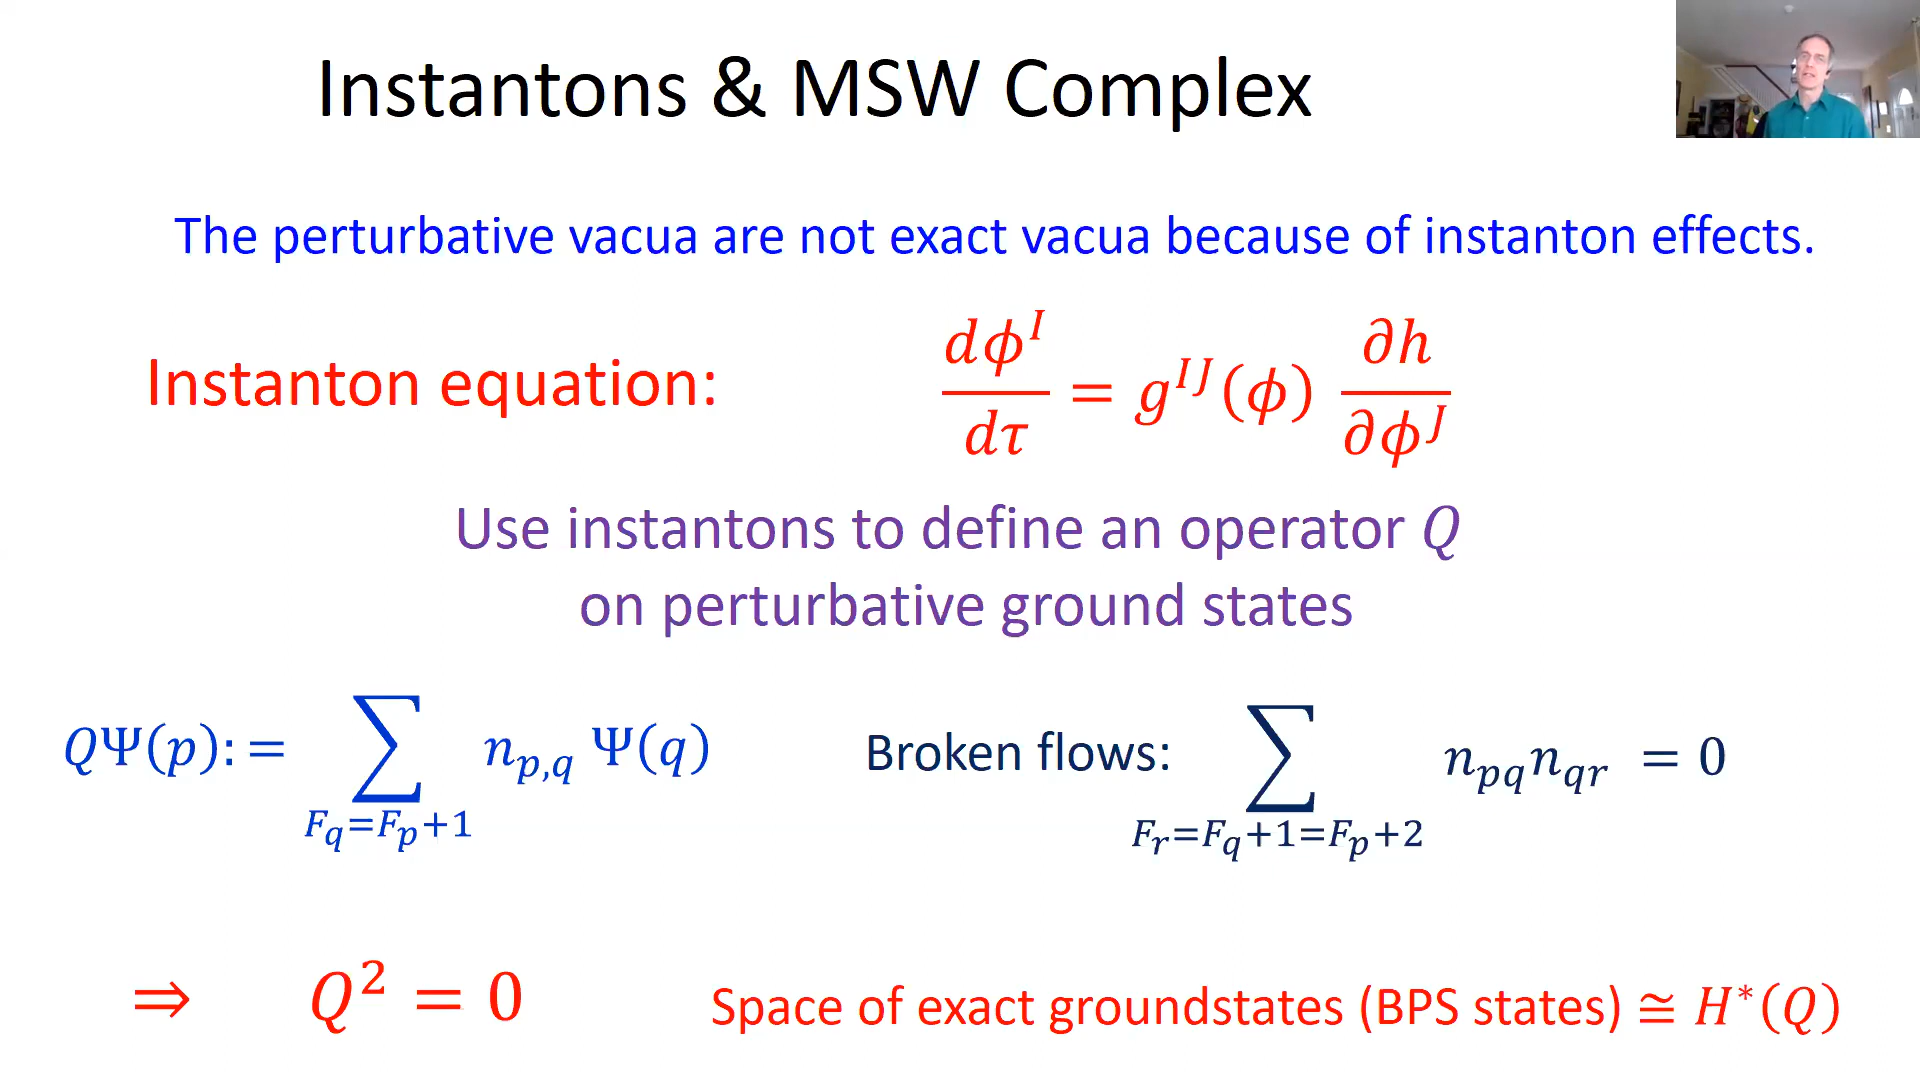 Instantons & MSW Complex
The perturbative vacua are not exact vacua because of instanton effects.
Instanton equation: dϕ^I/dτ = g^{IJ}(ϕ) ∂h/∂ϕ^J
Use instantons to define an operator Q
on perturbative ground states
QΨ(p): = ∑_{F_q=F_p+1} n_{p,q} Ψ(q)
Broken flows: ∑_{F_r=F_q+1=F_p+2} n_{pq}n_{qr} = 0
⇒ Q² = 0
Space of exact groundstates (BPS states) ≅ H*(Q)